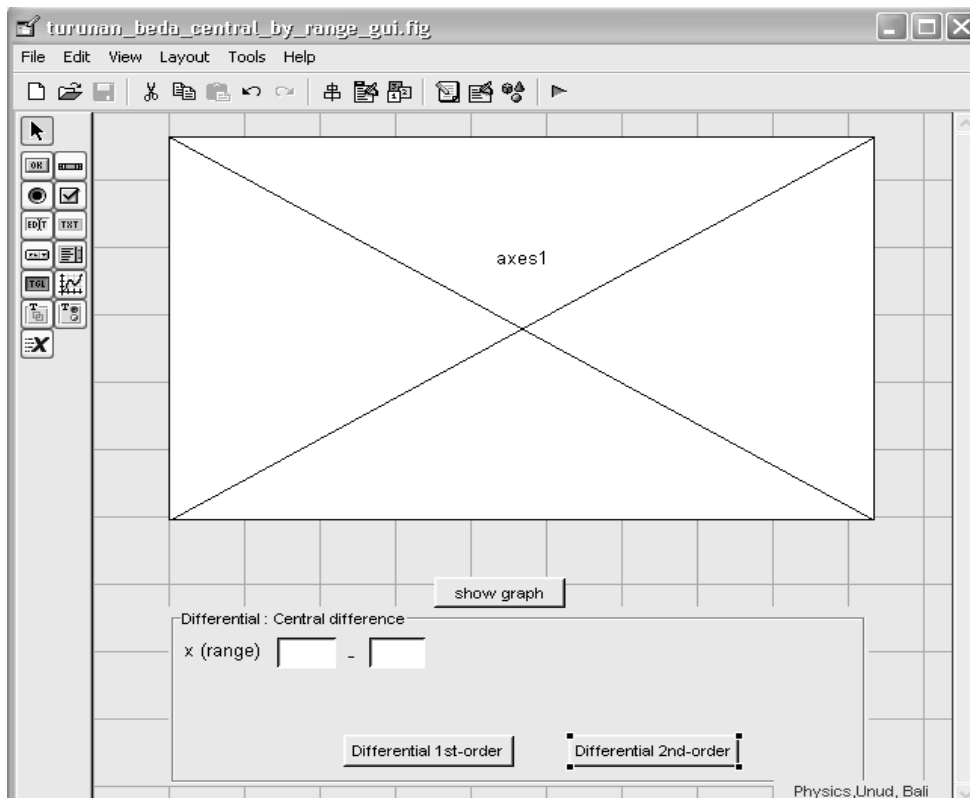 turunan_beda_central_by_range_gui.fig
File Edit View Layout Tools Help
OK
EDIT TXT
TGL
axes1
show graph
Differential : Central difference
x (range) -
Differential 1st-order Differential 2nd-order
Physics,Unud, Bali